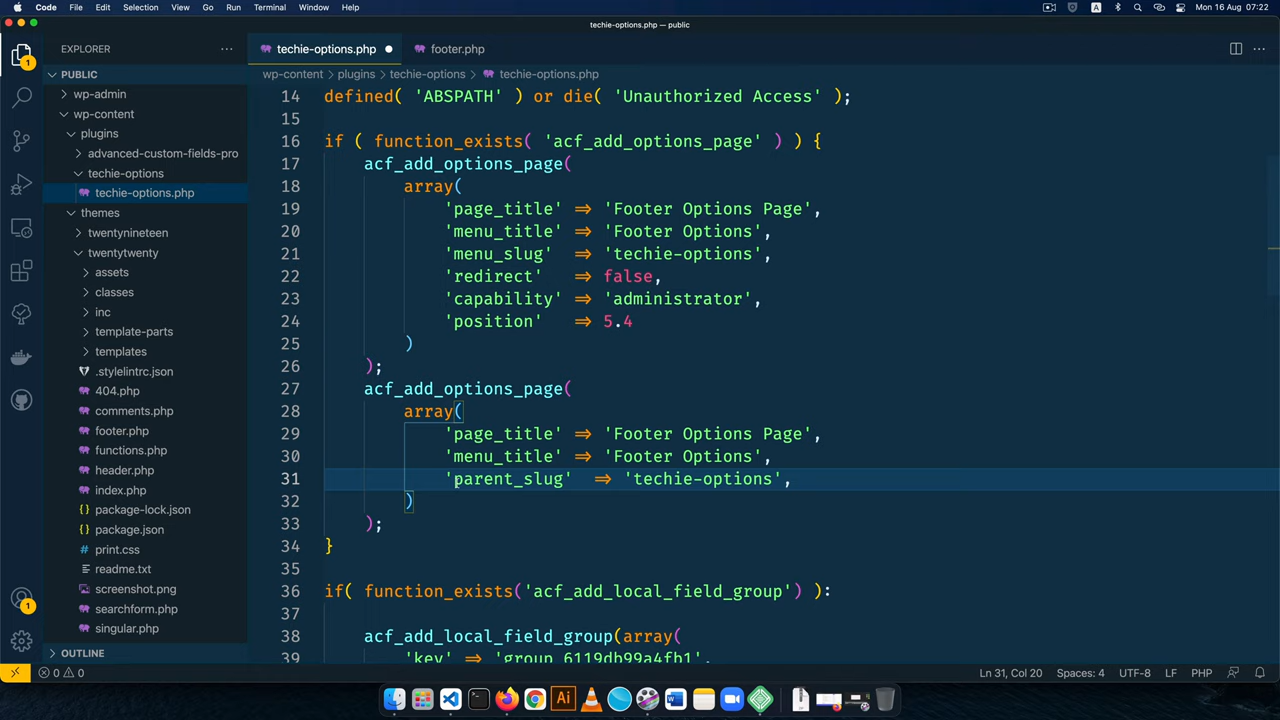 Code File Edit Selection View Go Run Terminal Window Help A Mon 16 Aug 07:22
techie-options.php — public
EXPLORER
techie-options.php
footer.php
PUBLIC
wp-content
plugins
techie-options
techie-options.php
wp-admin
wp-content
plugins
advanced-custom-fields-pro
techie-options
techie-options.php
themes
twentynineteen
twentytwenty
assets
classes
inc
template-parts
templates
.stylelintrc.json
404.php
comments.php
footer.php
functions.php
header.php
index.php
package-lock.json
package.json
print.css
readme.txt
screenshot.png
searchform.php
singular.php
OUTLINE
1
1
14 defined( 'ABSPATH' ) or die( 'Unauthorized Access' );
15
16 if ( function_exists( 'acf_add_options_page' ) ) {
17 acf_add_options_page(
18 array(
19 'page_title' => 'Footer Options Page',
20 'menu_title' => 'Footer Options',
21 'menu_slug' => 'techie-options',
22 'redirect' => false,
23 'capability' => 'administrator',
24 'position' => 5.4
25 )
26 );
27 acf_add_options_page(
28 array(
29 'page_title' => 'Footer Options Page',
30 'menu_title' => 'Footer Options',
31 'parent_slug' => 'techie-options',
32 )
33 );
34 }
35
36 if( function_exists('acf_add_local_field_group') ):
37
38 acf_add_local_field_group(array(
39 'key' => 'group_6119db99a4fb1',
0 0 Ln 31, Col 20 Spaces: 4 UTF-8 LF PHP
Ai W